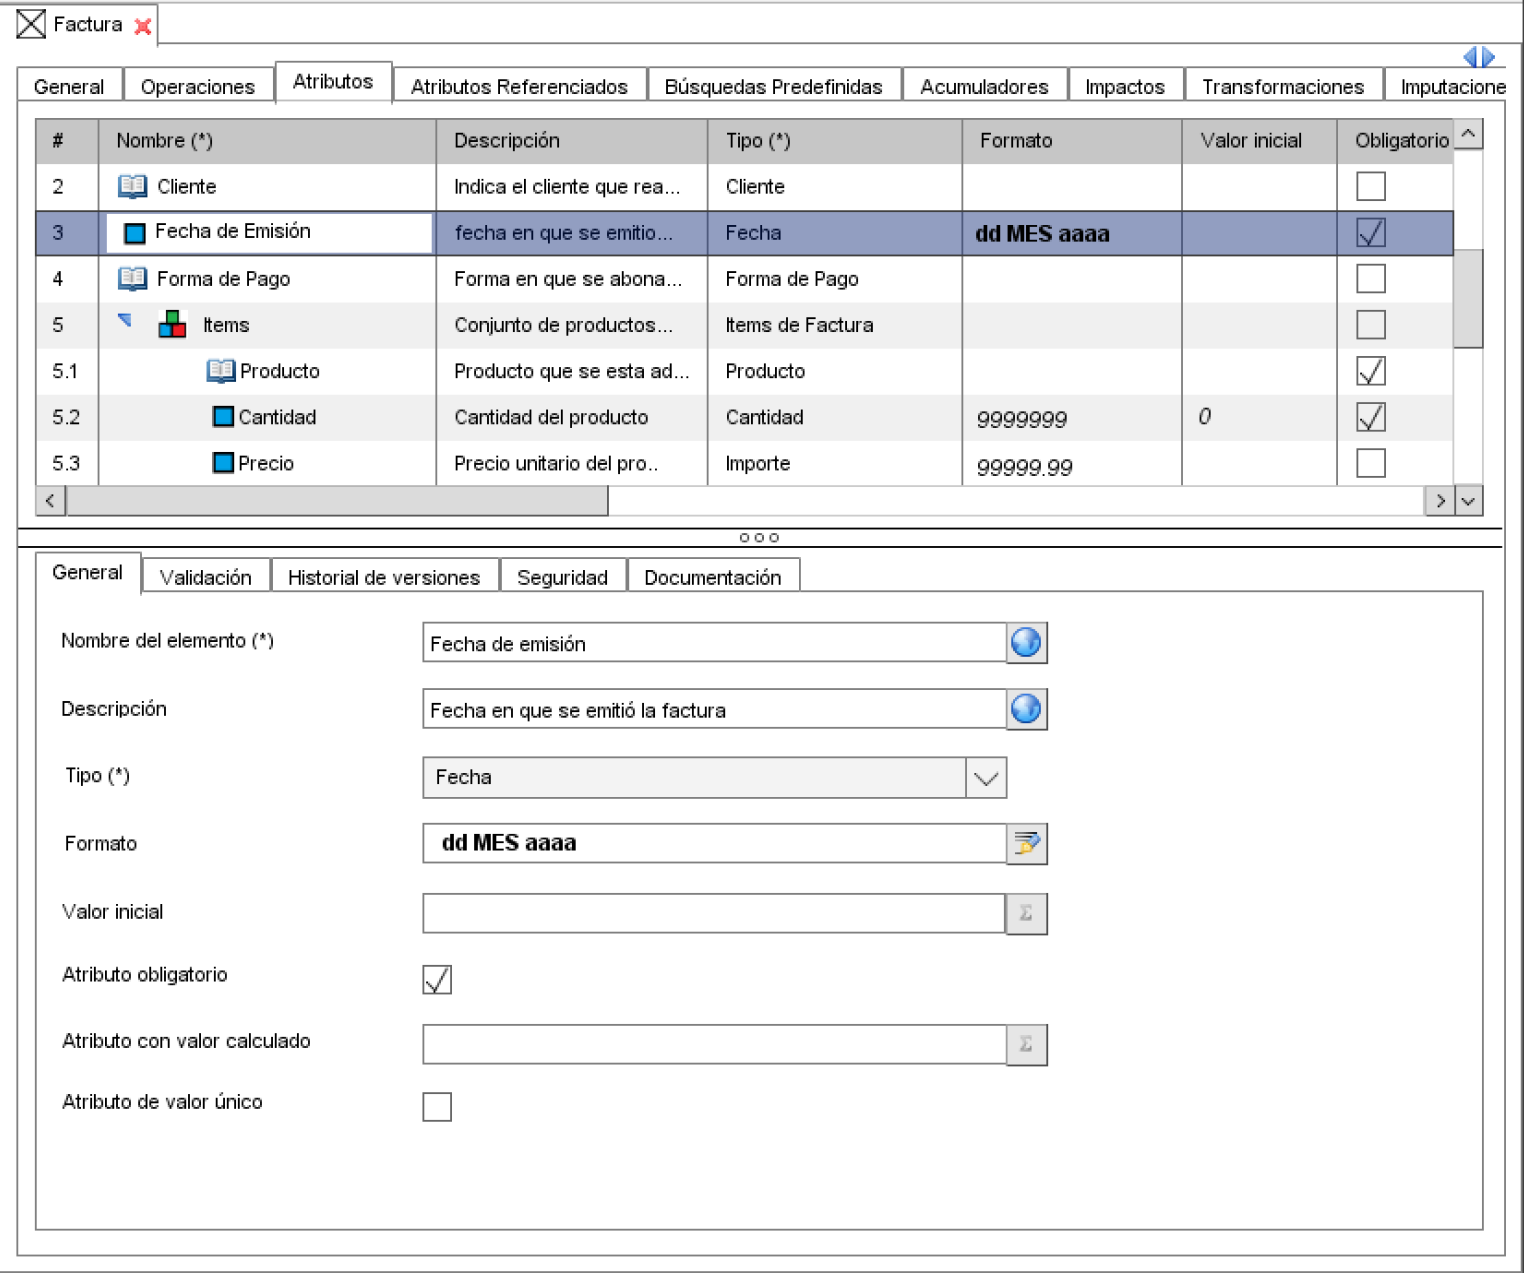 Factura
General Operaciones Atributos Atributos Referenciados Búsquedas Predefinidas Acumuladores Impactos Transformaciones Imputacione
# Nombre (*) Descripción Tipo (*) Formato Valor inicial Obligatorio
2 Cliente Indica el cliente que rea... Cliente
3 Fecha de Emisión fecha en que se emitio... Fecha dd MES aaaa
4 Forma de Pago Forma en que se abona... Forma de Pago
5 Items Conjunto de productos... Items de Factura
5.1 Producto Producto que se esta ad... Producto
5.2 Cantidad Cantidad del producto Cantidad 9999999 0
5.3 Precio Precio unitario del pro.. Importe 99999.99
General Validación Historial de versiones Seguridad Documentación
Nombre del elemento (*) Fecha de emisión
Descripción Fecha en que se emitió la factura
Tipo (*) Fecha
Formato dd MES aaaa
Valor inicial Σ
Atributo obligatorio
Atributo con valor calculado Σ
Atributo de valor único